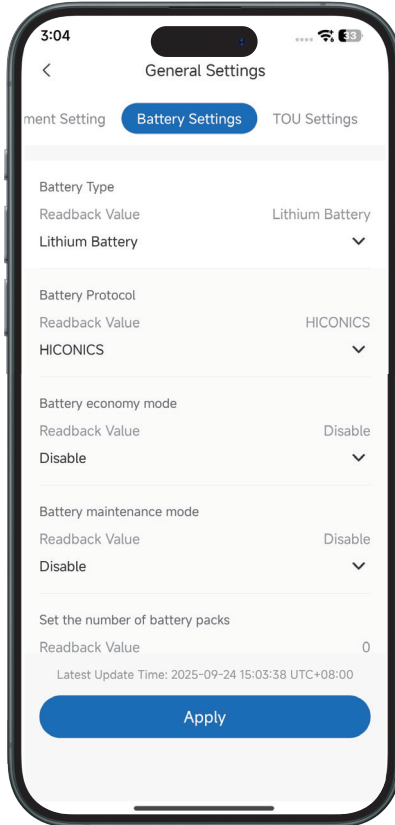 3:04
33
General Settings
ment Setting Battery Settings TOU Settings
Battery Type
Readback Value Lithium Battery
Lithium Battery
Battery Protocol
Readback Value HICONICS
HICONICS
Battery economy mode
Readback Value Disable
Disable
Battery maintenance mode
Readback Value Disable
Disable
Set the number of battery packs
Readback Value 0
Latest Update Time: 2025-09-24 15:03:38 UTC+08:00
Apply